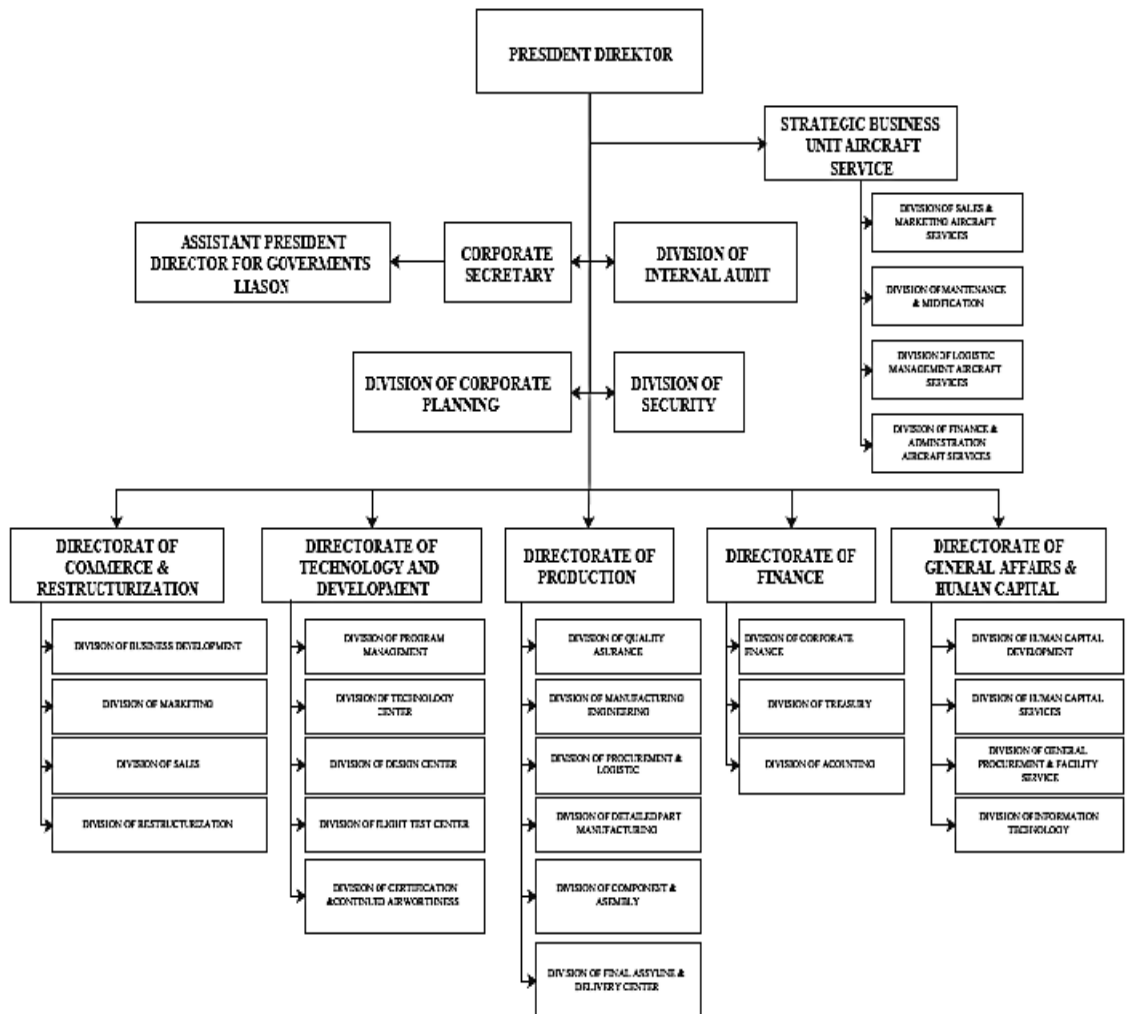 PRESIDENT DIREKTOR
STRATEGIC BUSINESS
UNIT AIRCRAFT
SERVICE
DIVISION OF SALES &
MARKETING AIRCRAFT
SERVICES
ASSISTANT PRESIDENT
DIRECTOR FOR GOVERMENTS
LIASON
CORPORATE
SECRETARY
DIVISION OF
INTERNAL AUDIT
DIVISION OF MANTENANCE
& MIDFICATION
DIVISION OF LOGISTIC
MANAGEMENT AIRCRAFT
SERVICES
DIVISION OF CORPORATE
PLANNING
DIVISION OF
SECURITY
DIVISION OF FINANCE &
ADMINISTRATION
AIRCRAFT SERVICES
DIRECTORAT OF
COMMERCE &
RESTRUCTURIZATION
DIVISION OF BUSINESS DEVELOPMENT
DIVISION OF MARKETING
DIVISION OF SALES
DIVISION OF RESTRUCTURIZATION
DIRECTORATE OF
TECHNOLOGY AND
DEVELOPMENT
DIVISION OF PROGRAM
MANAGEMENT
DIVISION OF TECHNOLOGY
CENTER
DIVISION OF DESIGN CENTER
DIVISION OF FLIGHT TEST CENTER
DIVISION OF CERTIFICATION
&CONTINUED AIRWORTHNESS
DIRECTORATE OF
PRODUCTION
DIVISION OF QUALITY
ASURANCE
DIVISION OF MANUFACTURING
ENGINEERING
DIVISION OF PROCUREMENT &
LOGISTIC
DIVISION OF DETAILED PART
MANUFACTURING
DIVISION OF COMPONENT &
ASEMBLY
DIVISION OF FINAL ASSYLINE &
DELIVERY CENTER
DIRECTORATE OF
FINANCE
DIVISION OF CORPORATE
FINANCE
DIVISION OF TREASURY
DIVISION OF ACOUNTING
DIRECTORATE OF
GENERAL AFFAIRS &
HUMAN CAPITAL
DIVISION OF HUMAN CAPITAL
DEVELOPMENT
DIVISION OF HUMAN CAPITAL
SERVICES
DIVISION OF GENERAL
PROCUREMENT & FACILITY
SERVICE
DIVISION OF INFORMATION
TECHNOLOGY